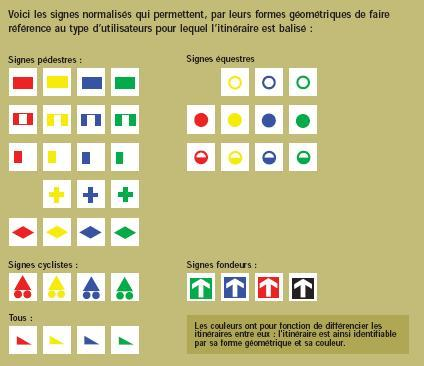 Voici les signes normalisés qui permettent, par leurs formes géométriques de faire
référence au type d'utilisateurs pour lequel l'itinéraire est balisé :
Signes pédestres :
Signes équestres
Signes cyclistes :
Signes fondeurs :
Tous :
Les couleurs ont pour fonction de différencier les
itinéraires entre eux : l'itinéraire est ainsi identifiable
par sa forme géométrique et sa couleur.